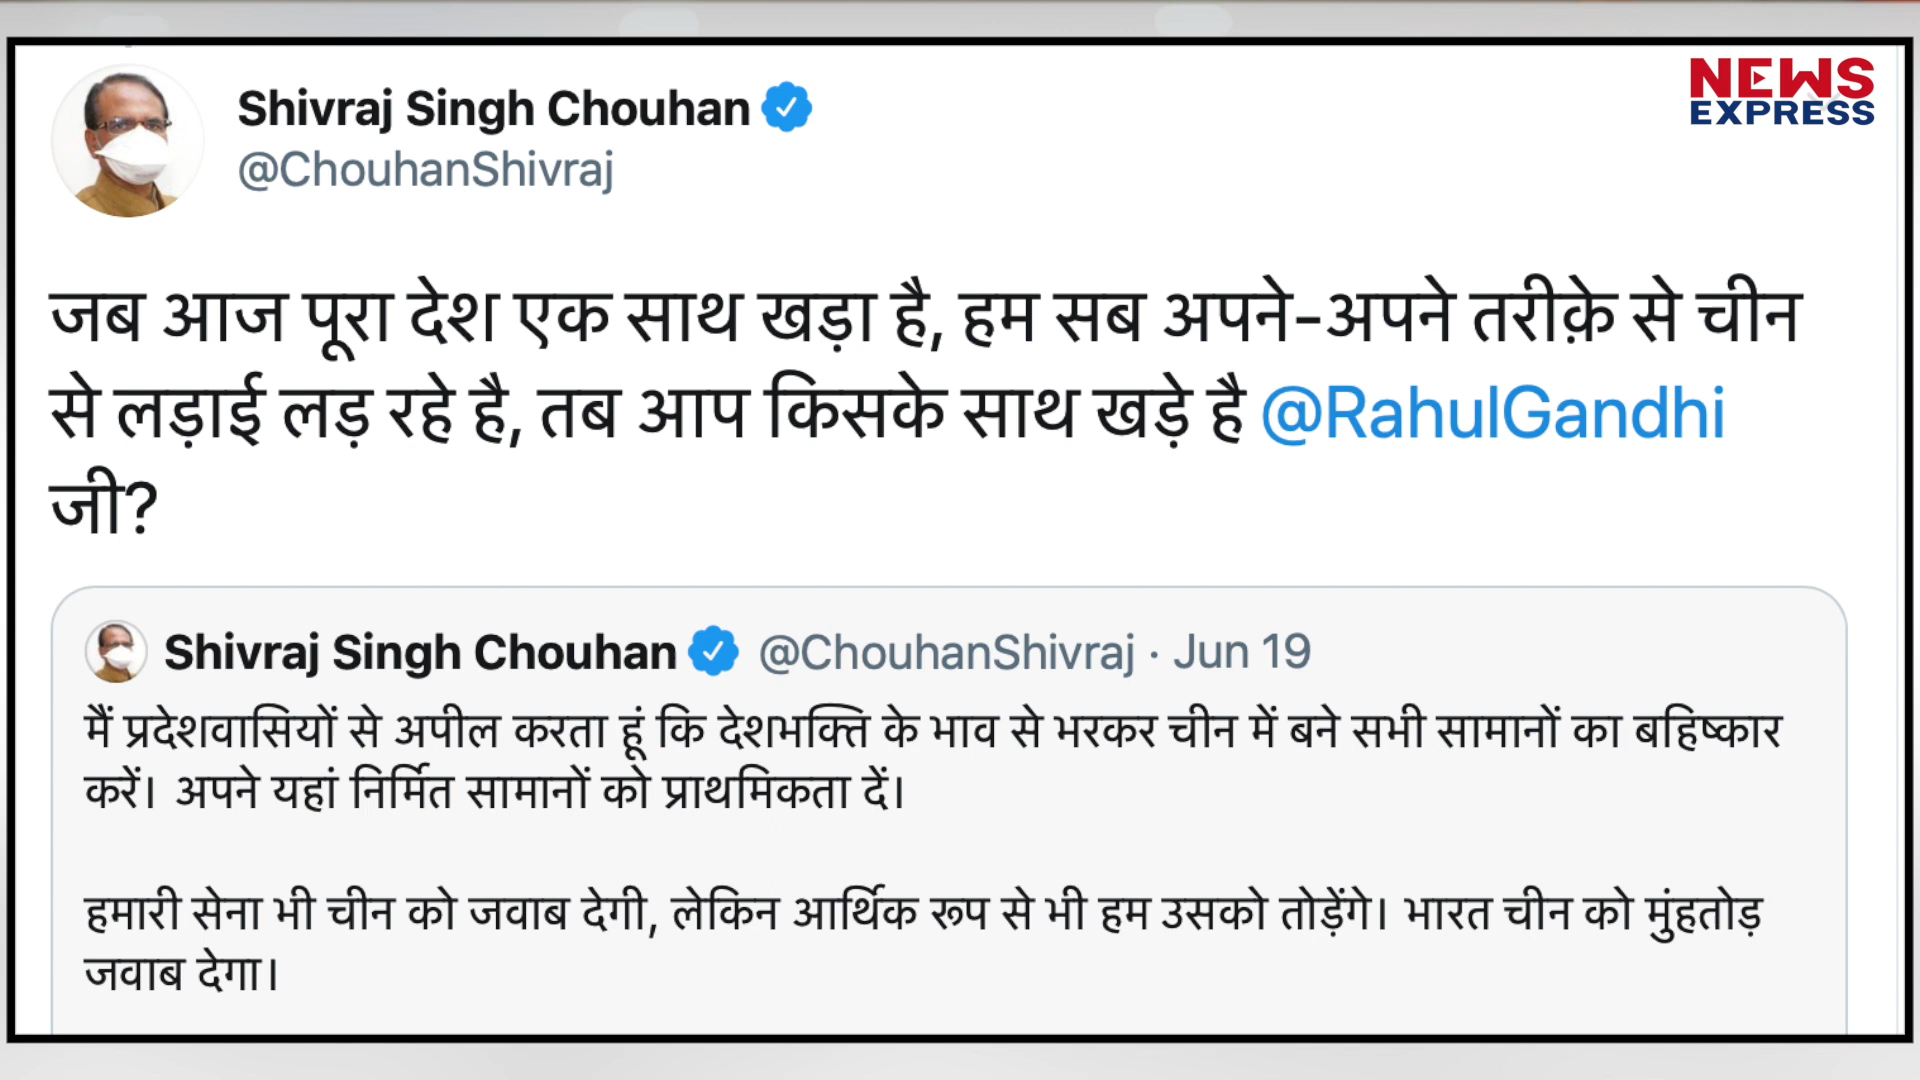 Shivraj Singh Chouhan
@ChouhanShivraj
NEWS
EXPRESS
जब आज पूरा देश एक साथ खड़ा है, हम सब अपने-अपने तरीक़े से चीन
से लड़ाई लड़ रहे है, तब आप किसके साथ खड़े है @RahulGandhi
जी?
Shivraj Singh Chouhan @ChouhanShivraj · Jun 19
मैं प्रदेशवासियों से अपील करता हूं कि देशभक्ति के भाव से भरकर चीन में बने सभी सामानों का बहिष्कार
करें। अपने यहां निर्मित सामानों को प्राथमिकता दें।
हमारी सेना भी चीन को जवाब देगी, लेकिन आर्थिक रूप से भी हम उसको तोड़ेंगे। भारत चीन को मुंहतोड़
जवाब देगा।